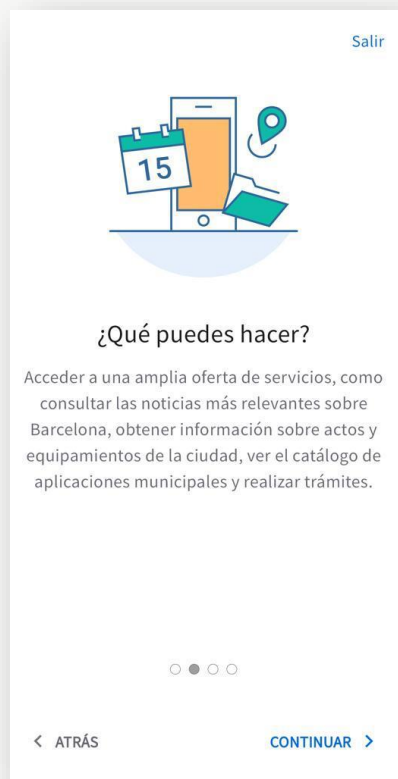 Salir
15
¿Qué puedes hacer?
Acceder a una amplia oferta de servicios, como
consultar las noticias más relevantes sobre
Barcelona, obtener información sobre actos y
equipamientos de la ciudad, ver el catálogo de
aplicaciones municipales y realizar trámites.
ATRÁS
CONTINUAR